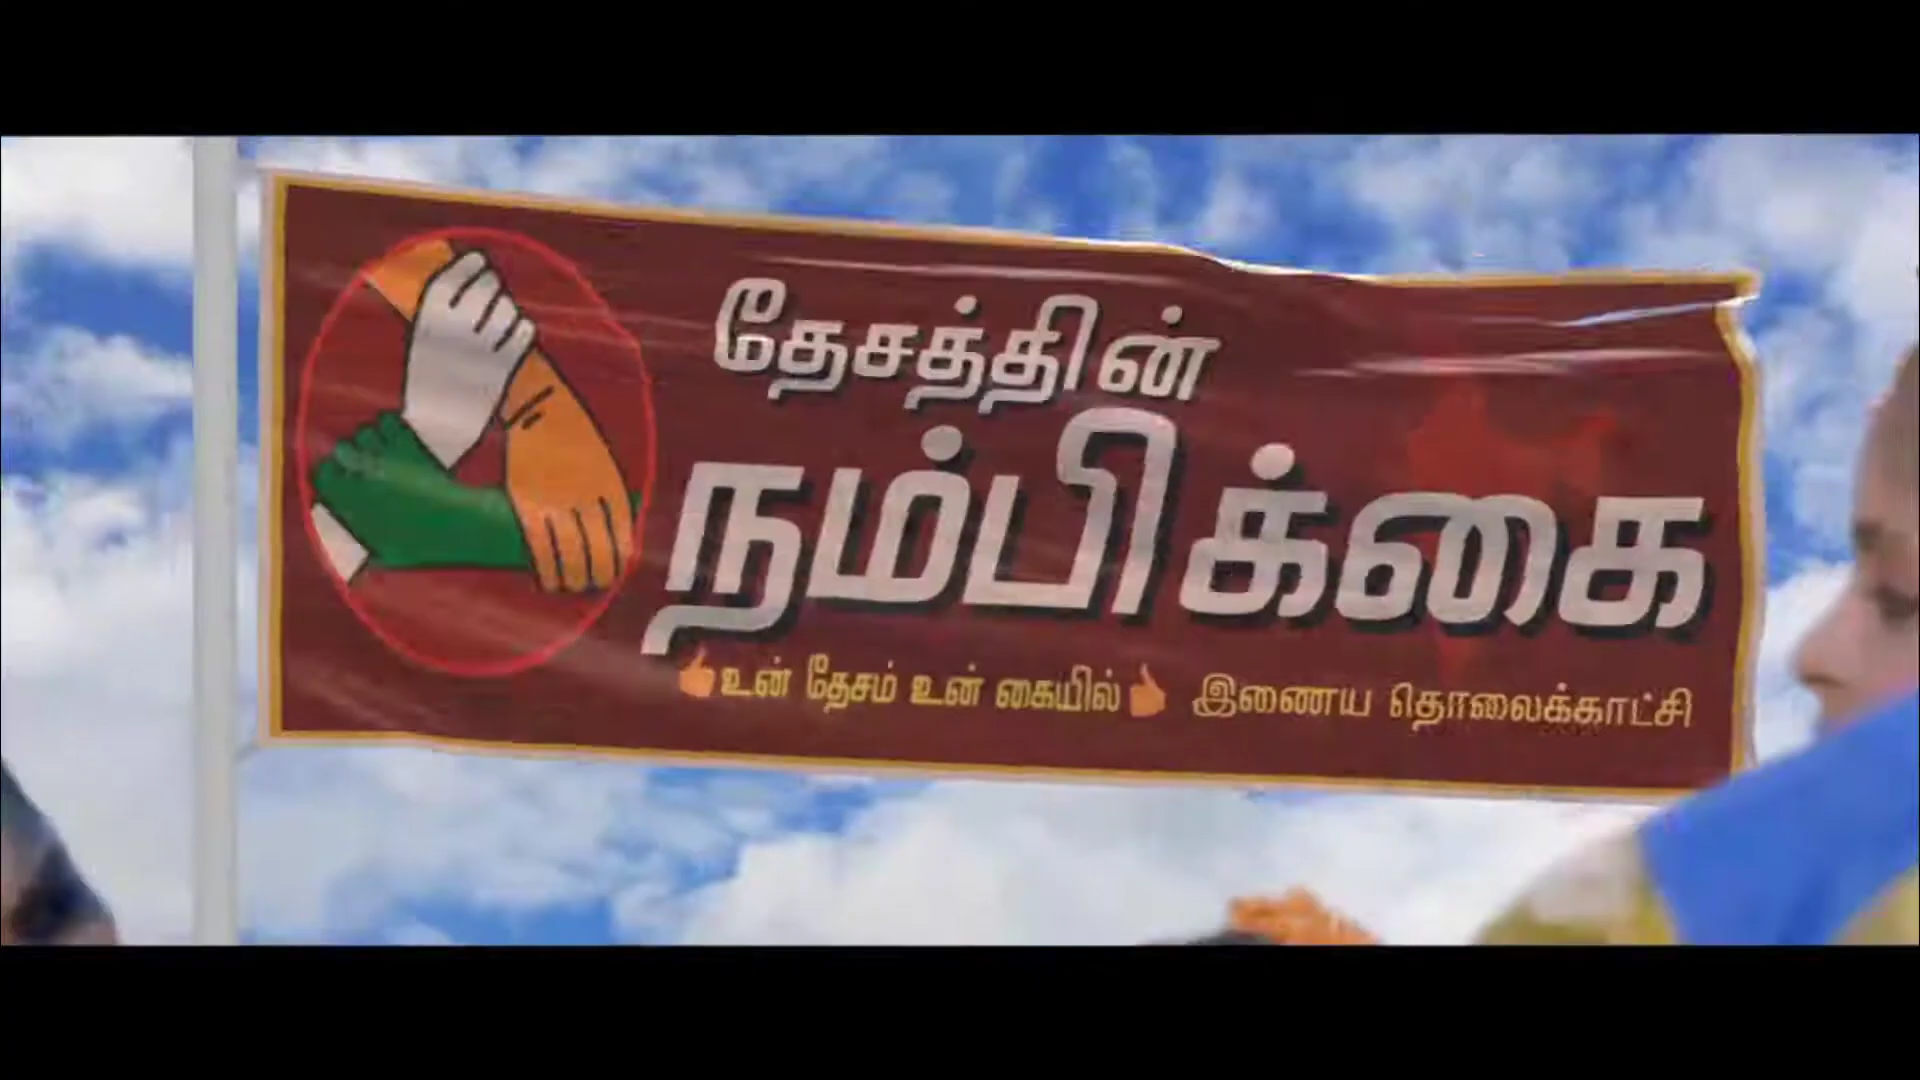 தேசத்தின்
நம்பிக்கை
உன் தேசம் உன் கையில் இணைய தொலைக்காட்சி